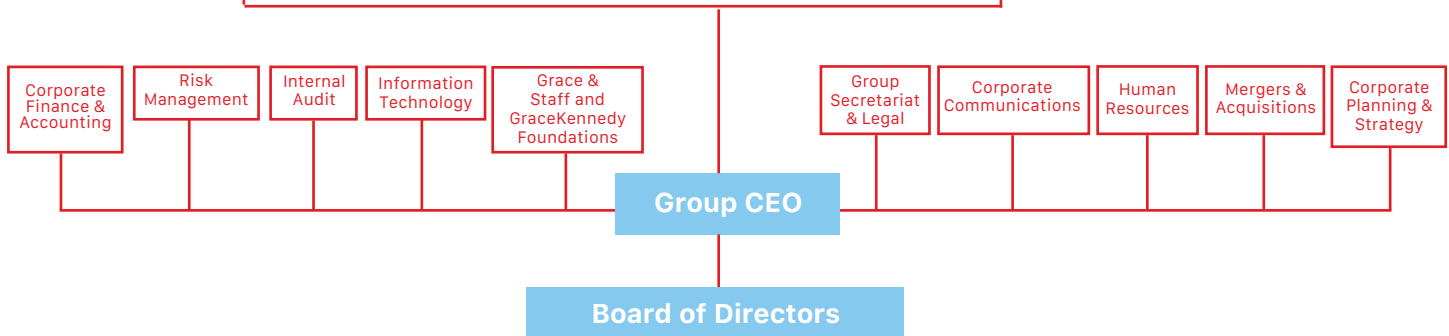 Corporate
Finance &
Accounting
Risk
Management
Internal
Audit
Information
Technology
Grace &
Staff and
GraceKennedy
Foundations
Group
Secretariat
& Legal
Corporate
Communications
Human
Resources
Mergers &
Acquisitions
Corporate
Planning &
Strategy
Group CEO
Board of Directors